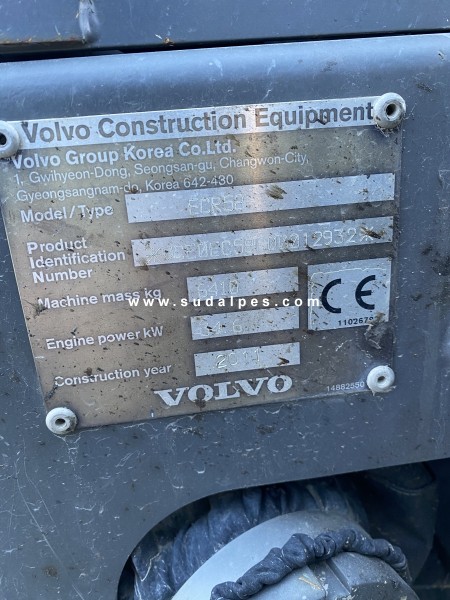 Volvo Construction Equipment
Volvo Group Korea Co.Ltd.
1, Gwihyeon-Dong, Seongsan-gu, Changwon-City,
Gyeongsangnam-do, Korea 642-430
Model/Type
Product
Identification
Number
Machine mass kg
www.sudalpes.com
CE
1102679
Engine power kW
Construction year
VOLVO
14882550